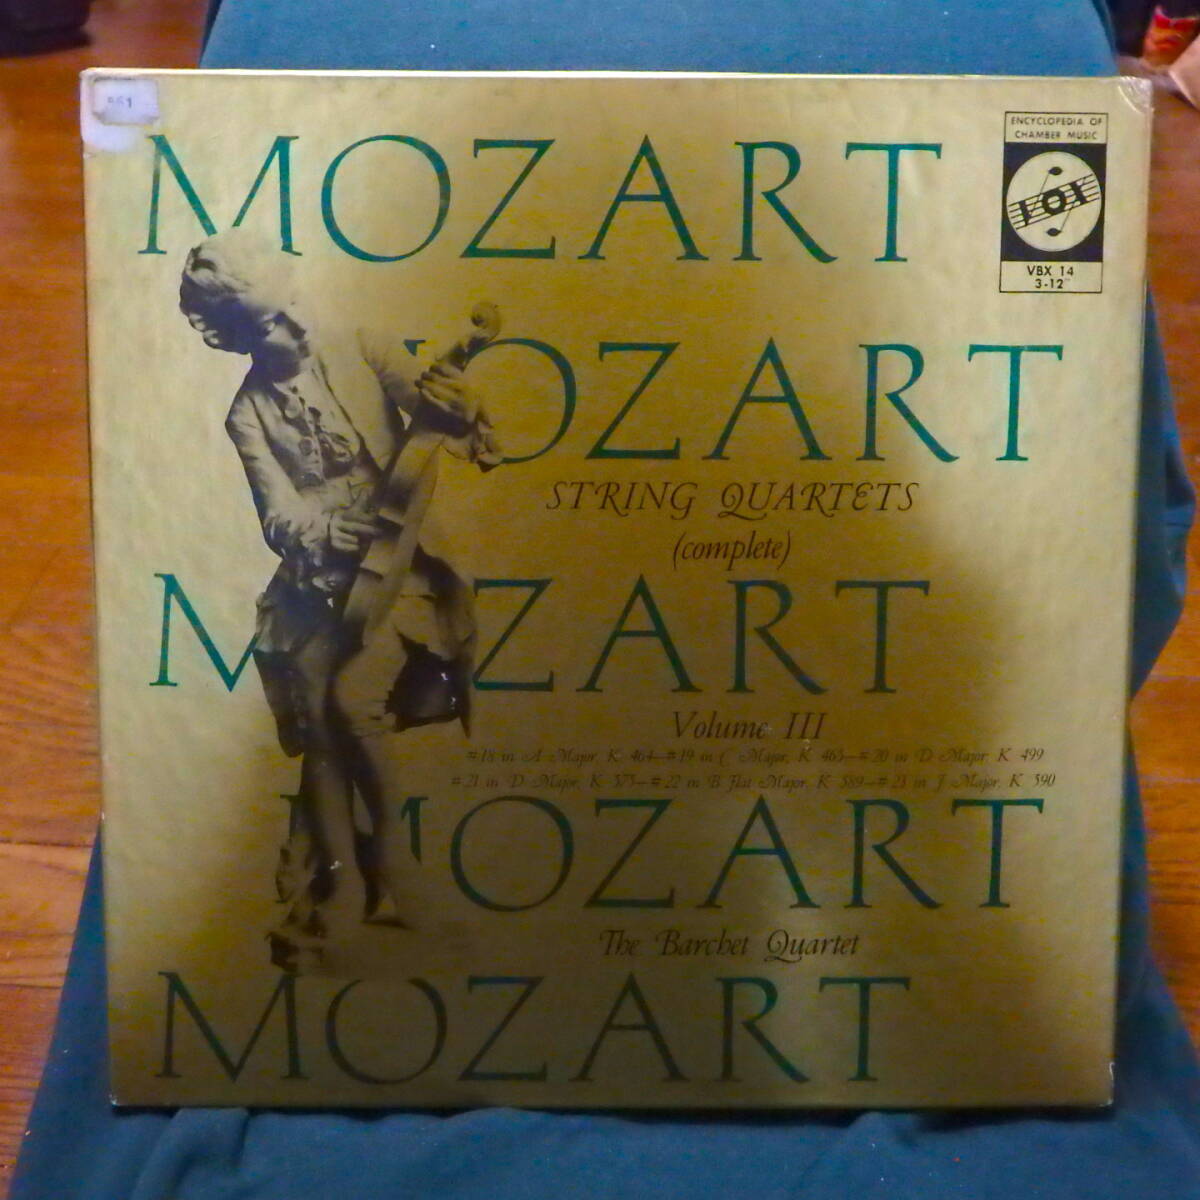 MOZART
ENCYCLOPEDIA OF
CHAMBER MUSIC
VOX
VBX 14
3-12"
MOZART
STRING QUARTETS
(complete)
MOZART
Volume III
#18 in A Major, K. 464—#19 in C Major, K 465—#20 in D Major K 499
#21 in D Major, K 575—#22 in B flat Major, K 589—#23 in F Major, K 590
MOZART
The Barchet Quartet
MOZART